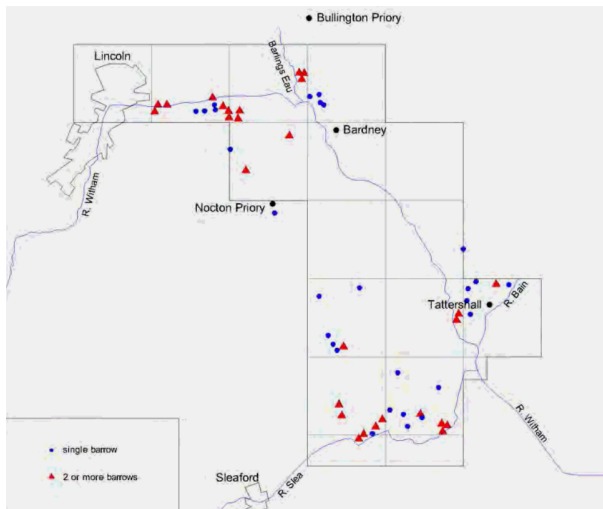 Bullington Priory
Lincoln
Barlings Eau
Bardney
R. Witham
Nocton Priory
R. Bain
Tattershall
R. Witham
single barrow
2 or more barrows
Sleaford
R. Slea